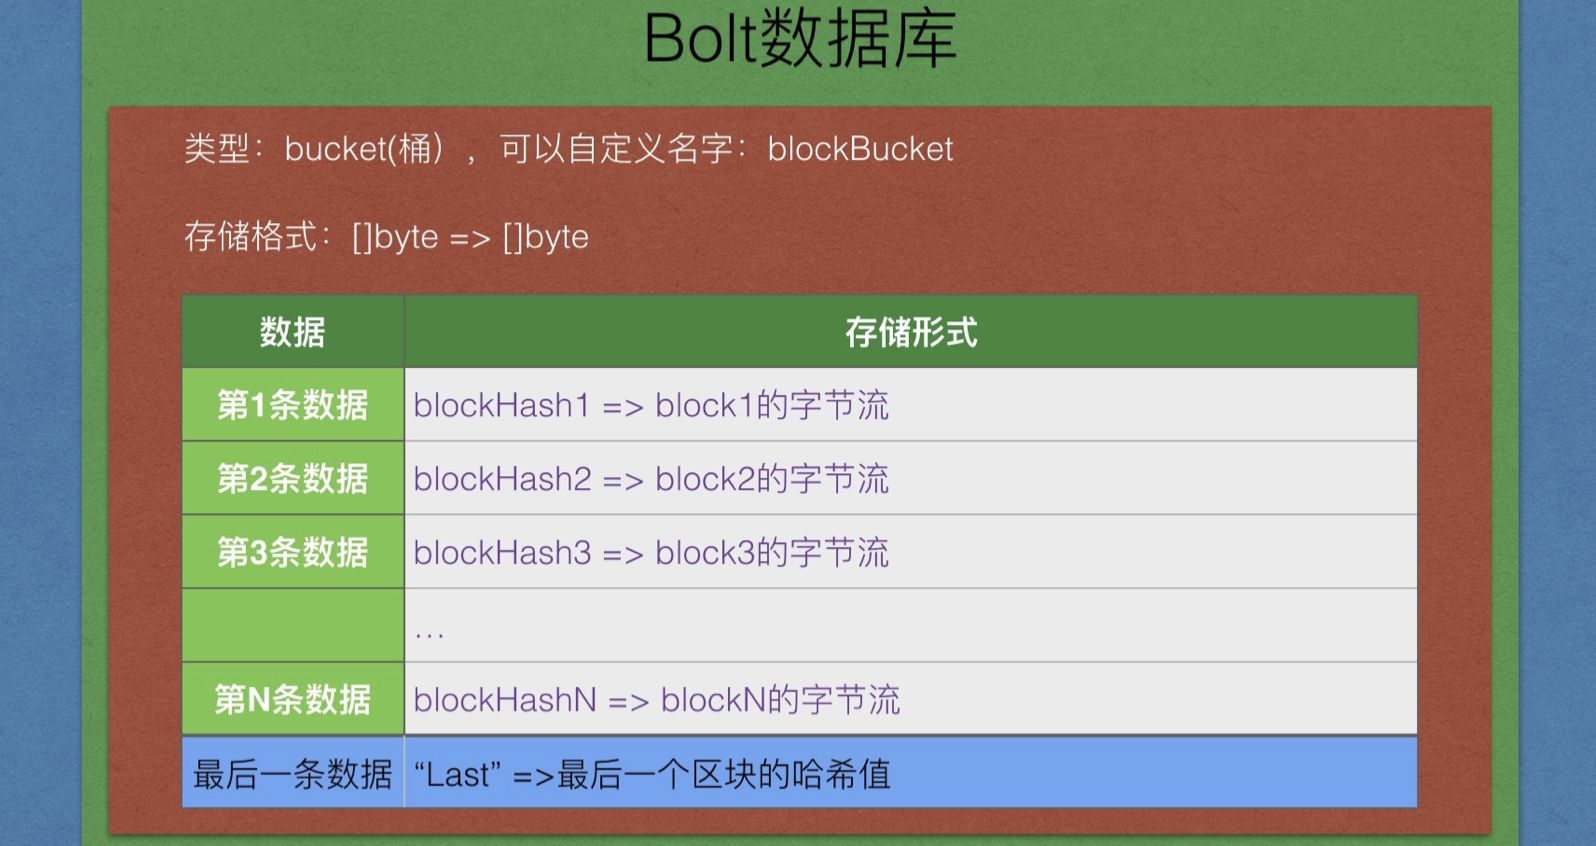 Bolt数据库
类型：bucket(桶），可以自定义名字：blockBucket
存储格式：[]byte => []byte
数据 存储形式
第1条数据 blockHash1 => block1的字节流
第2条数据 blockHash2 => block2的字节流
第3条数据 blockHash3 => block3的字节流
…
第N条数据 blockHashN => blockN的字节流
最后一条数据 “Last” =>最后一个区块的哈希值